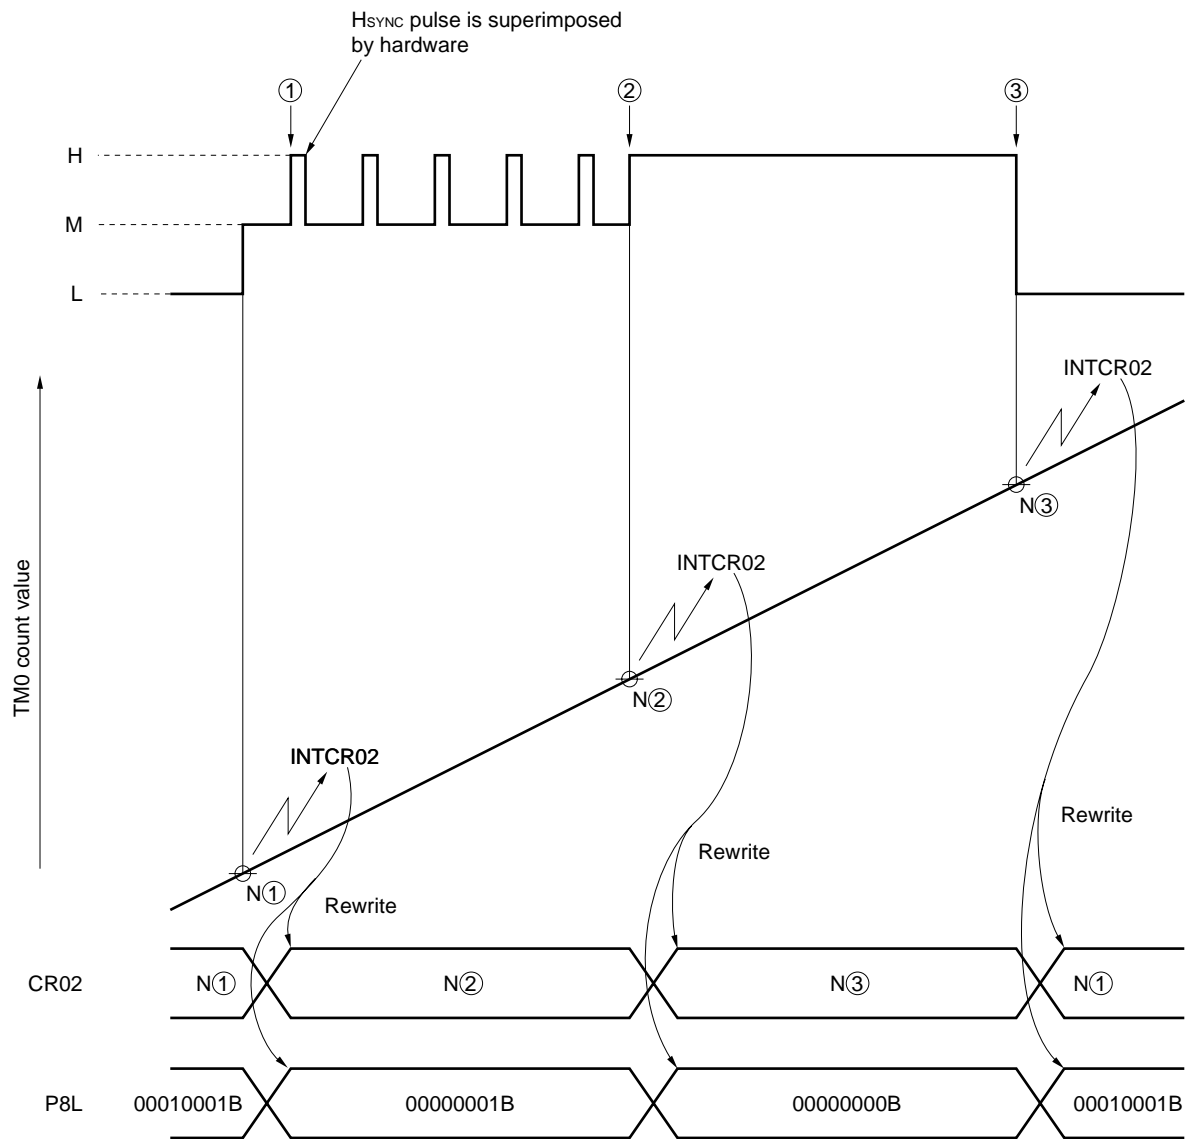 HSYNC pulse is superimposed
by hardware
① ② ③
H
M
L
INTCR02
N③
INTCR02
TM0 count value
N②
INTCR02
Rewrite
Rewrite
N①
Rewrite
CR02 N① N② N③ N①
P8L 00010001B 00000001B 00000000B 00010001B